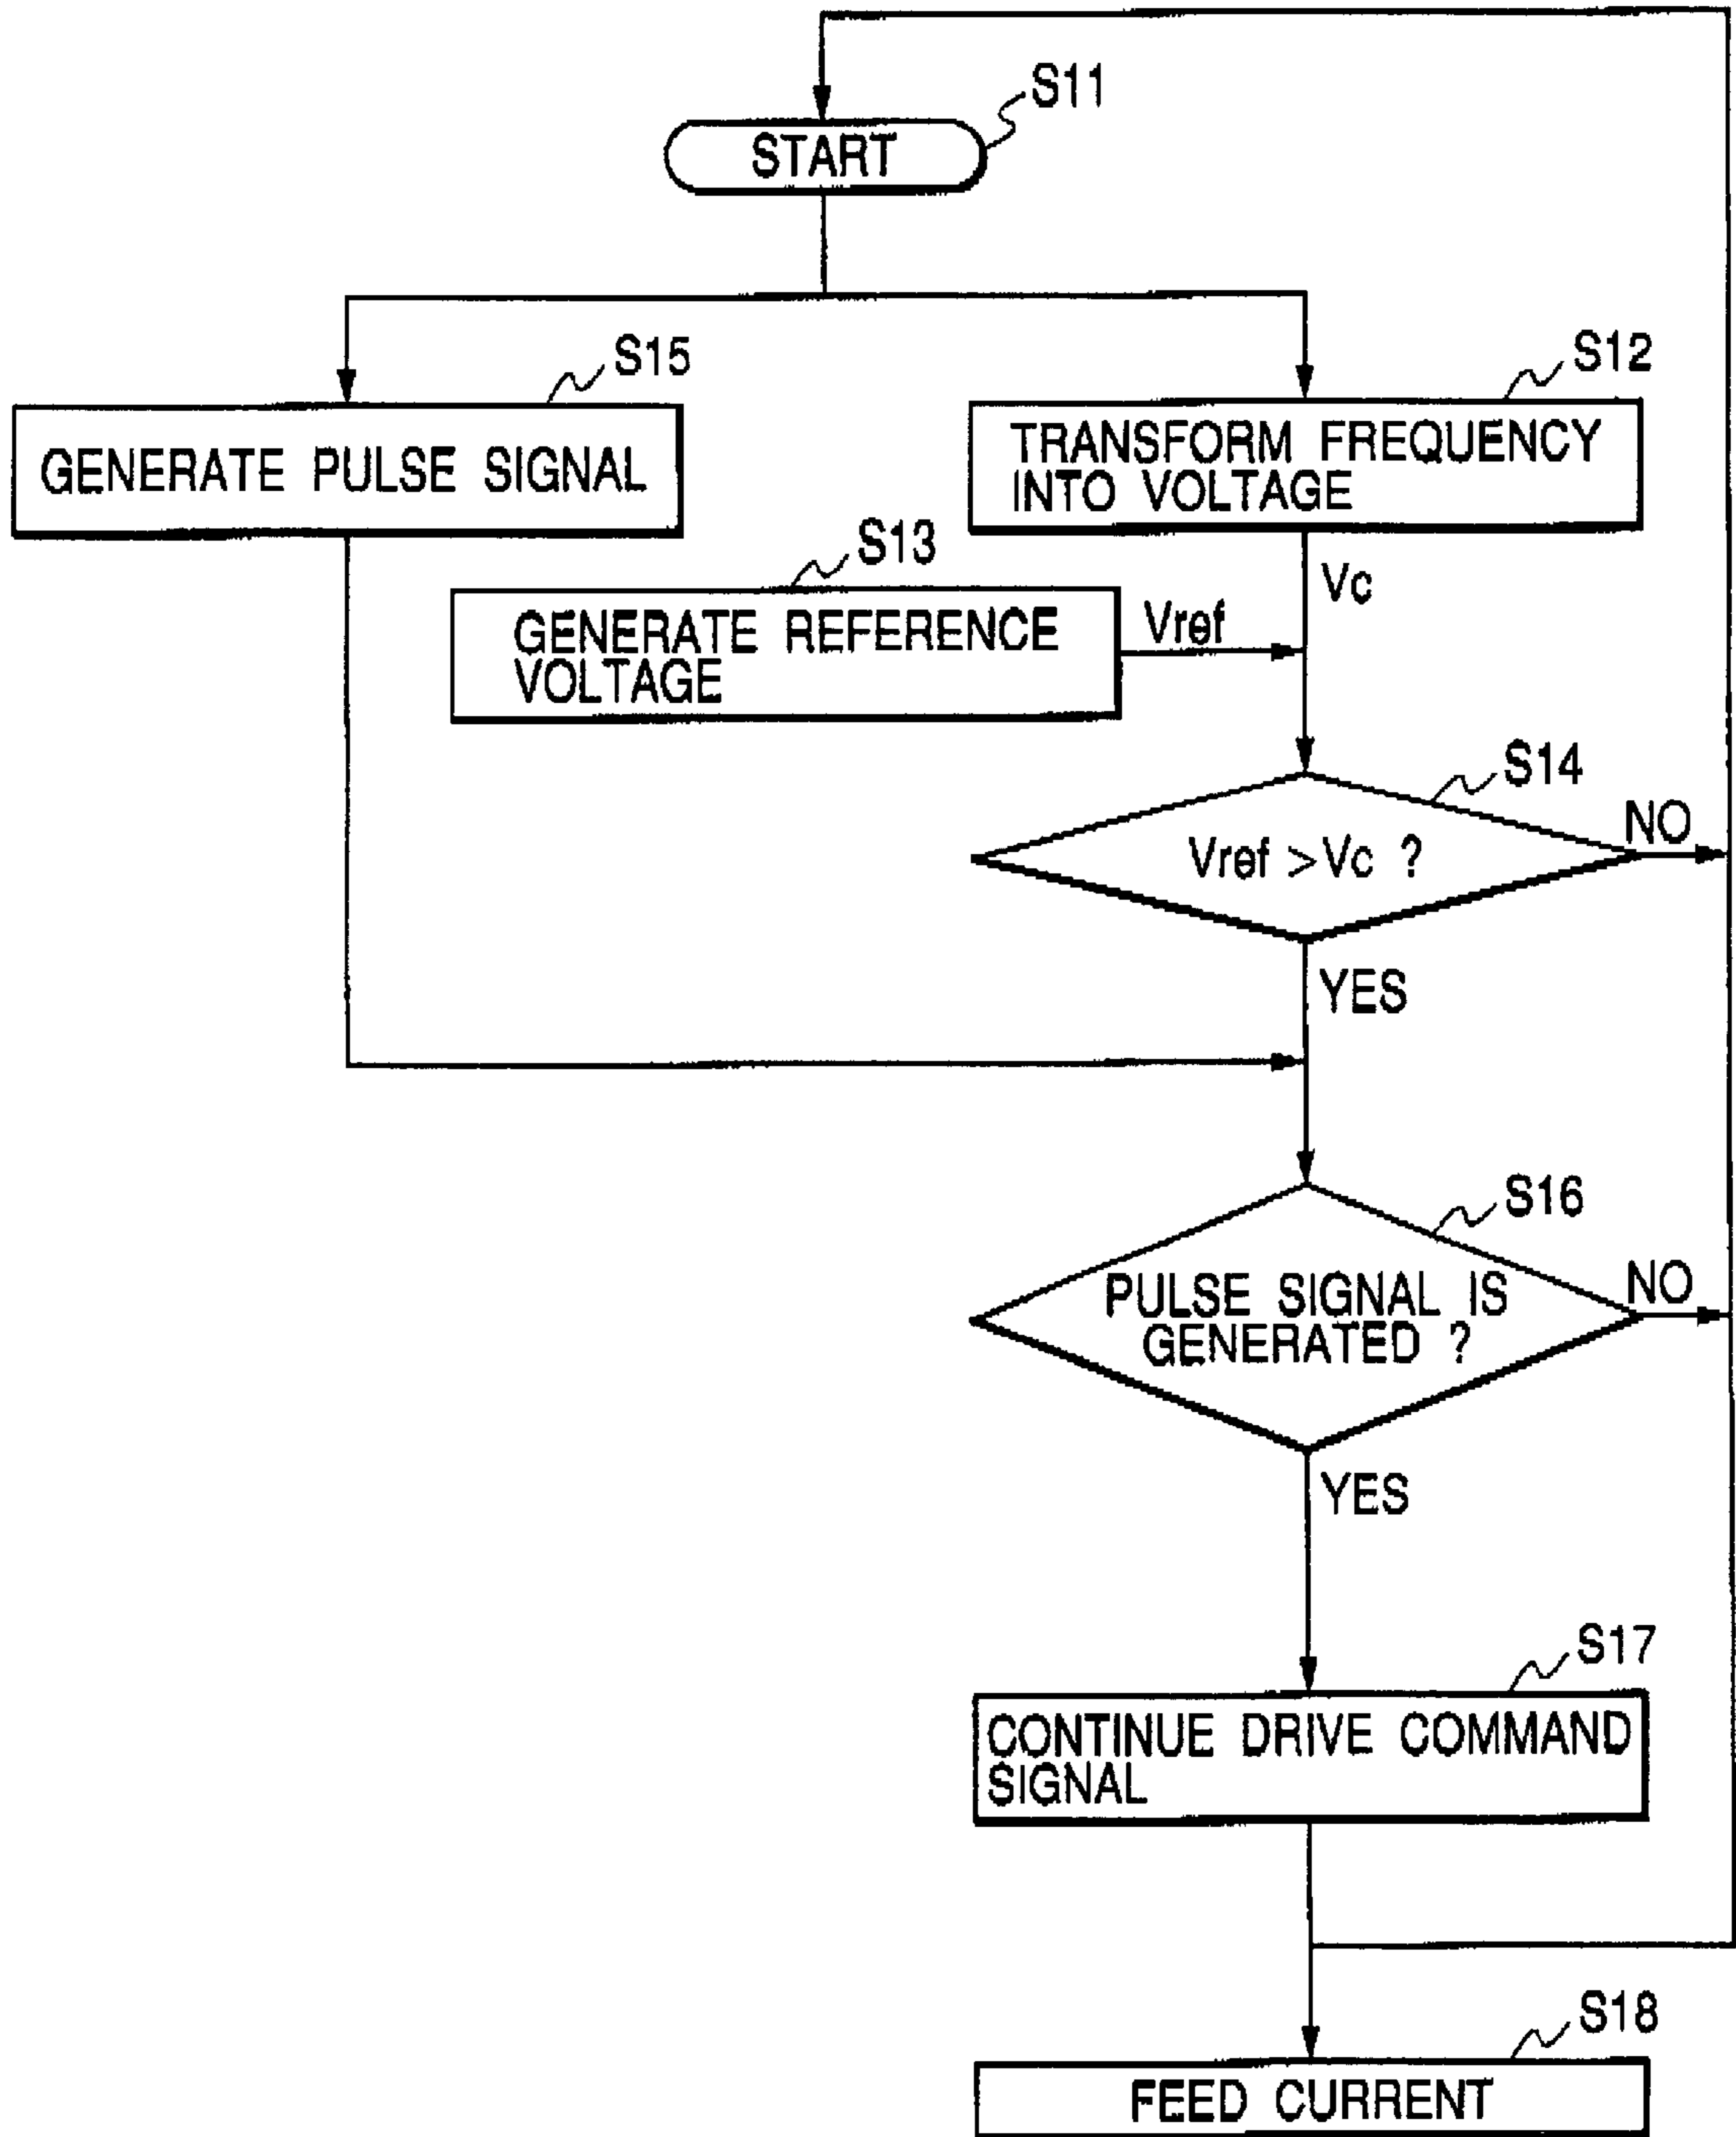 S11
START
S15
GENERATE PULSE SIGNAL
S12
TRANSFORM FREQUENCY
INTO VOLTAGE
S13
GENERATE REFERENCE
VOLTAGE
Vref
Vc
S14
Vref > Vc ?
NO
YES
S16
PULSE SIGNAL IS
GENERATED ?
NO
YES
S17
CONTINUE DRIVE COMMAND
SIGNAL
S18
FEED CURRENT